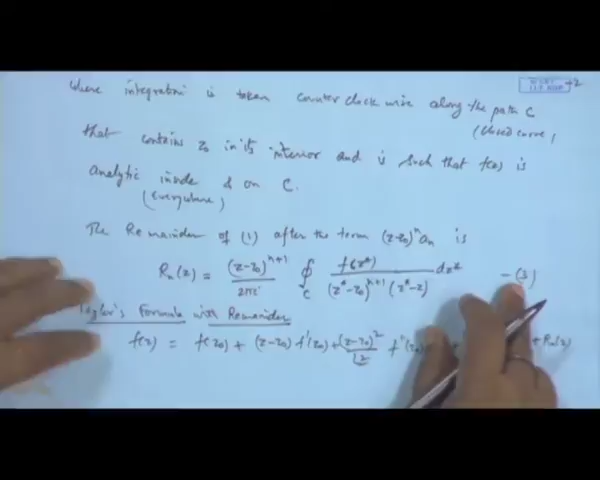 where integration is taken counter clock wise along the path C
(closed curve)
that contains z₀ in its interior and is such that f(z) is
analytic inside & on C.
(Everywhere)
The Remainder of (1) after the term (z-z₀)ⁿ aₙ is
Rₙ(z) = (z-z₀)ⁿ⁺¹ / 2πi ∮_C f(z*) / (z*-z₀)ⁿ⁺¹ (z*-z) dz* — (3)
Taylor's Formula with Remainder
f(z) = f(z₀) + (z-z₀) f'(z₀) + (z-z₀)² / ⌊2 f''(z₀) + Rₙ(z)